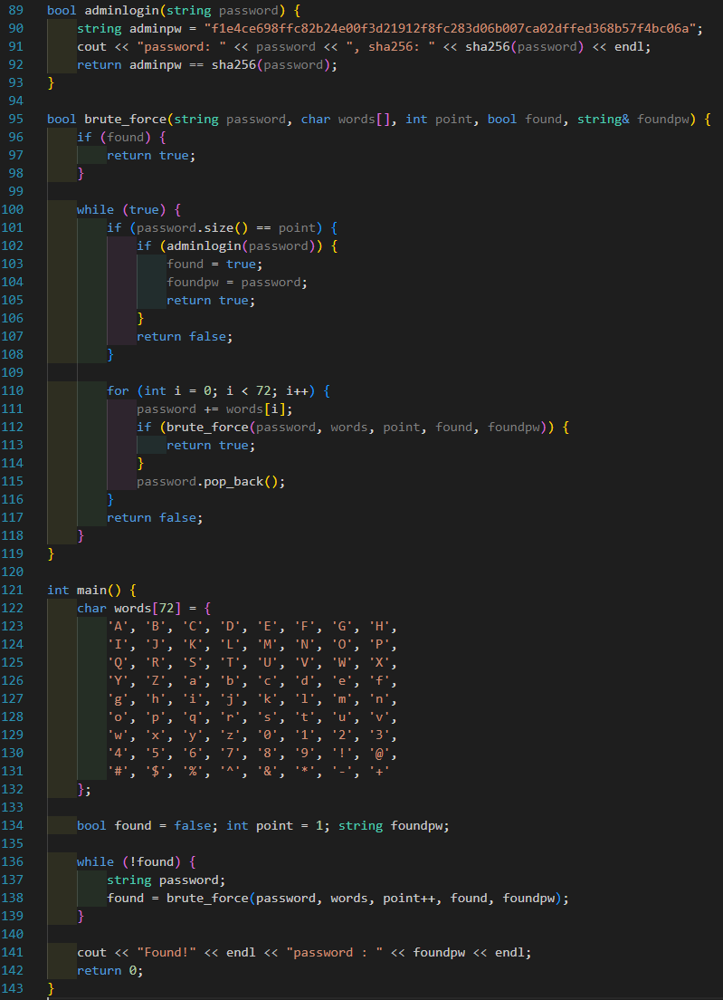 89 bool adminlogin(string password) {
90     string adminpw = "f1e4ce698ffc82b24e00f3d21912f8fc283d06b007ca02dffed368b57f4bc06a";
91     cout << "password: " << password << ", sha256: " << sha256(password) << endl;
92     return adminpw == sha256(password);
93 }
94
95 bool brute_force(string password, char words[], int point, bool found, string& foundpw) {
96     if (found) {
97         return true;
98     }
99
100     while (true) {
101         if (password.size() == point) {
102             if (adminlogin(password)) {
103                 found = true;
104                 foundpw = password;
105                 return true;
106             }
107             return false;
108         }
109
110         for (int i = 0; i < 72; i++) {
111             password += words[i];
112             if (brute_force(password, words, point, found, foundpw)) {
113                 return true;
114             }
115             password.pop_back();
116         }
117         return false;
118     }
119 }
120
121 int main() {
122     char words[72] = {
123         'A', 'B', 'C', 'D', 'E', 'F', 'G', 'H',
124         'I', 'J', 'K', 'L', 'M', 'N', 'O', 'P',
125         'Q', 'R', 'S', 'T', 'U', 'V', 'W', 'X',
126         'Y', 'Z', 'a', 'b', 'c', 'd', 'e', 'f',
127         'g', 'h', 'i', 'j', 'k', 'l', 'm', 'n',
128         'o', 'p', 'q', 'r', 's', 't', 'u', 'v',
129         'w', 'x', 'y', 'z', '0', '1', '2', '3',
130         '4', '5', '6', '7', '8', '9', '!', '@',
131         '#', '$', '%', '^', '&', '*', '-', '+'
132     };
133
134     bool found = false; int point = 1; string foundpw;
135
136     while (!found) {
137         string password;
138         found = brute_force(password, words, point++, found, foundpw);
139     }
140
141     cout << "Found!" << endl << "password : " << foundpw << endl;
142     return 0;
143 }